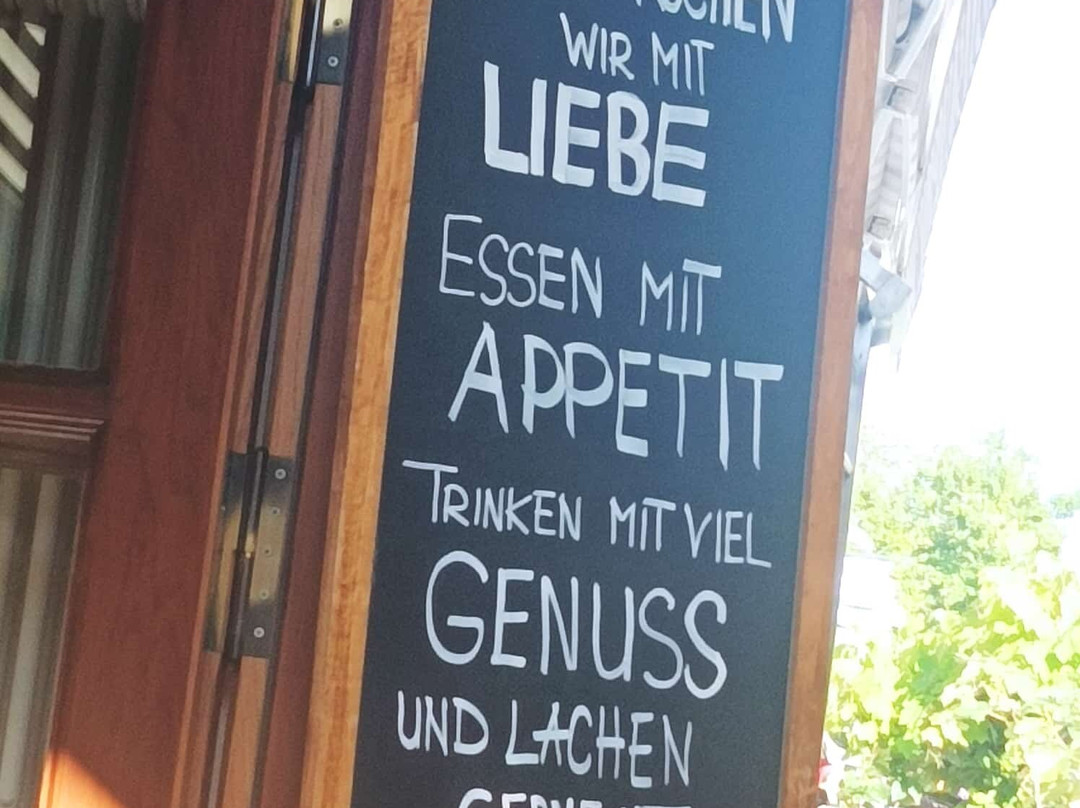 WIR MIT
LIEBE
ESSEN MIT
APPETIT
TRINKEN MIT VIEL
GENUSS
UND LACHEN